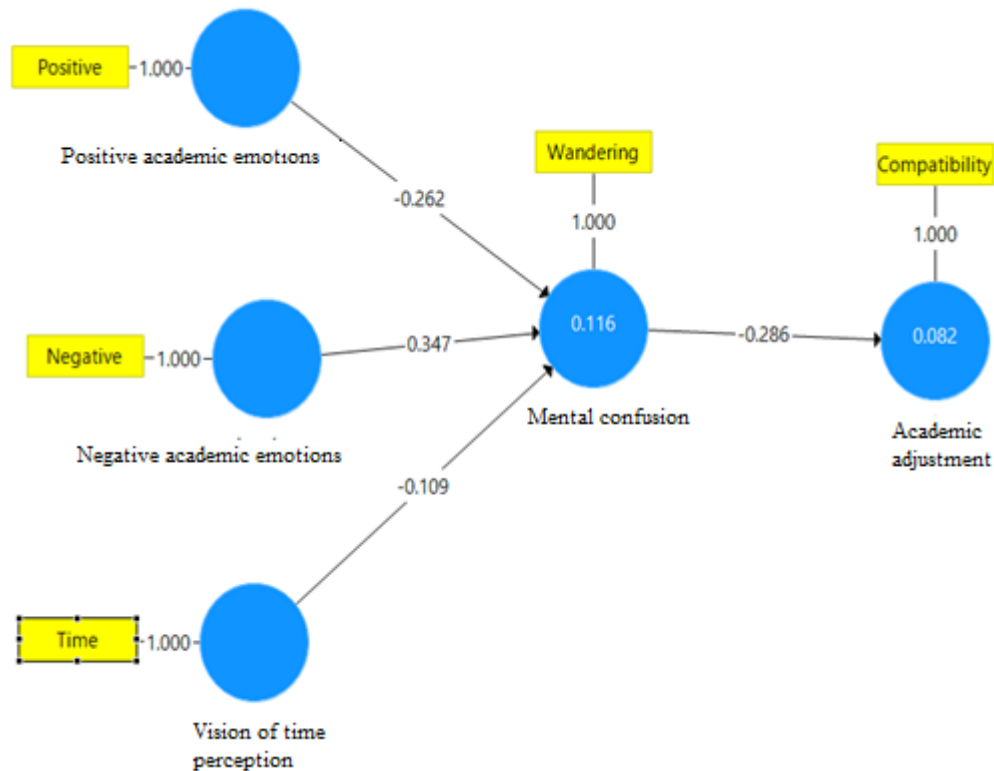 Positive
1.000
Positive academic emotions
Wandering
Compatibility
-0.262
1.000
1.000
Negative
1.000
0.347
0.116
-0.286
0.082
Negative academic emotions
Mental confusion
Academic
adjustment
-0.109
Time
1.000
Vision of time
perception